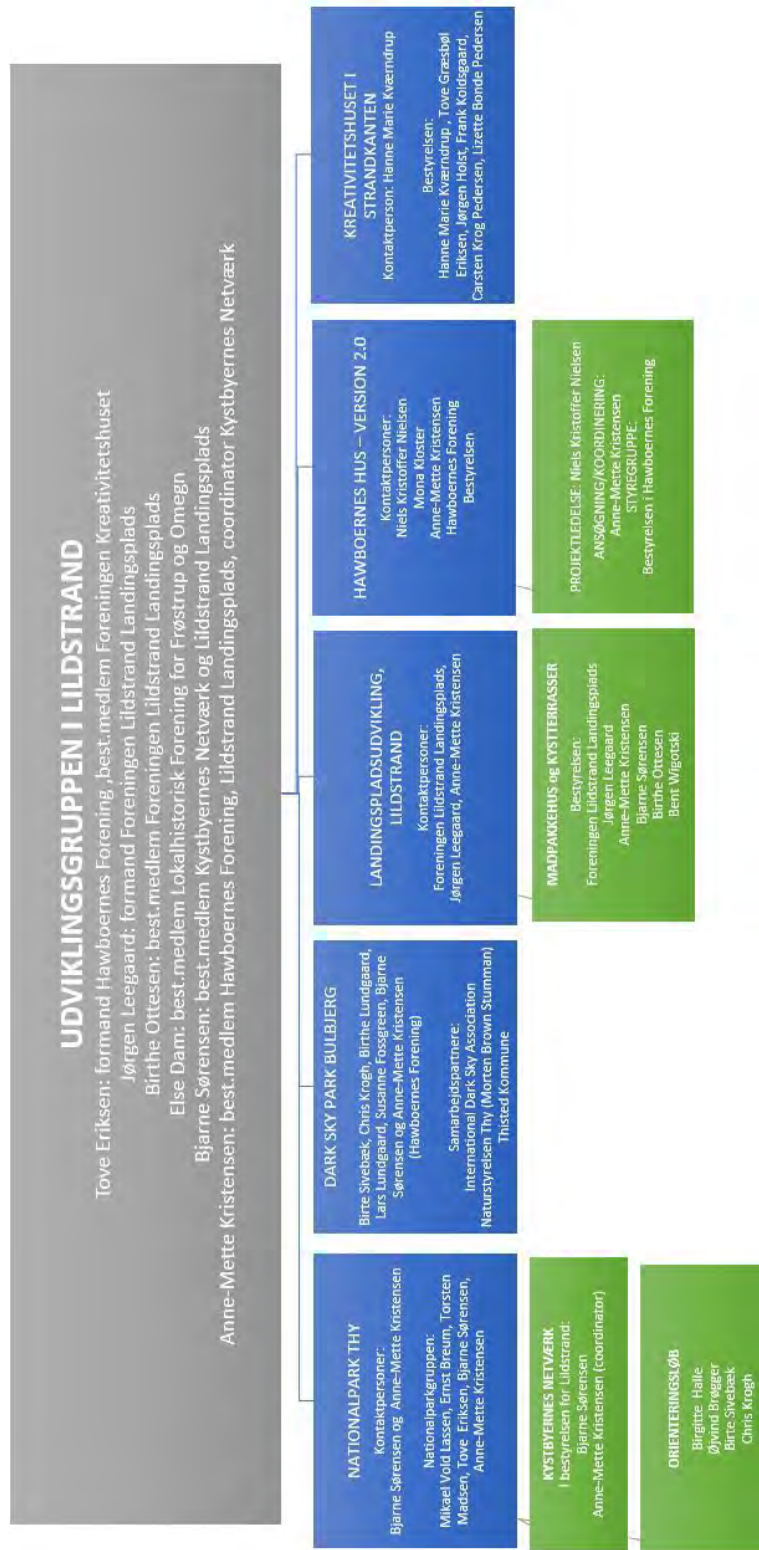 UDVIKLINGSGRUPPEN I LILDSTRAND
Tove Eriksen: formand Hawboernes Forening, best.medlem Foreningen Kreativitetshuset
Jørgen Leegaard: formand Foreningen Lildstrand Landingsplads
Birthe Ottesen: best.medlem Foreningen Lildstrand Landingsplads
Else Dam: best.medlem Lokalhistorisk Forening for Frøstrup og Omegn
Bjarne Sørensen: best.medlem Kystbyernes Netværk og Lildstrand Landingsplads
Anne-Mette Kristensen: best.medlem Hawboernes Forening, Lildstrand Landingsplads, coordinator Kystbyernes Netværk
NATIONALPARK THY
Kontaktpersoner:
Bjarne Sørensen og Anne-Mette Kristensen
Nationalparkgruppen:
Mikael Vold Lassen, Ernst Breum, Torsten
Madsen, Tove Eriksen, Bjarne Sørensen,
Anne-Mette Kristensen
KYSTBYERNES NETVÆRK
I bestyrelsen for Lildstrand:
Bjarne Sørensen
Anne-Mette Kristensen (coordinator)
ORIENTERINGSLØB
Birgitte Halle
Øjvind Brøgger
Birte Sivebæk
Chris Krogh
DARK SKY PARK BULBJERG
Birte Sivebæk, Chris Krogh, Birthe Lundgaard,
Lars Lundgaard, Susanne Fossgreen, Bjarne
Sørensen og Anne-Mette Kristensen
(Hawboernes Forening)
Samarbejdspartnere:
International Dark Sky Association
Naturstyrelsen Thy (Morten Brown Stumman)
Thisted Kommune
LANDINGSPLADSUDVIKLING,
LILDSTRAND
Kontaktpersoner:
Foreningen Lildstrand Landingsplads,
Jørgen Leegaard, Anne-Mette Kristensen
MADPAKKEHUS og KYSTTERRASSER
Bestyrelsen:
Foreningen Lildstrand Landingsplads
Jørgen Leegaard
Anne-Mette Kristensen
Bjarne Sørensen
Birthe Ottesen
Bent Wigotski
HAWBOERNES HUS – VERSION 2.0
Kontaktpersoner:
Niels Kristoffer Nielsen
Mona Kloster
Anne-Mette Kristensen
Hawboernes Forening
Bestyrelsen
PROJEKTLEDELSE: Niels Kristoffer Nielsen
ANSØGNING/KOORDINERING:
Anne-Mette Kristensen
STYREGRUPPE:
Bestyrelsen i Hawboernes Forening
KREATIVITETSHUSET I
STRANDKANTEN
Kontaktperson: Hanne Marie Kværndrup
Bestyrelsen:
Hanne Marie Kværndrup , Tove Græsbøl
Eriksen, Jørgen Holst, Frank Koldsgaard,
Carsten Krog Pedersen, Lizette Bonde Pedersen